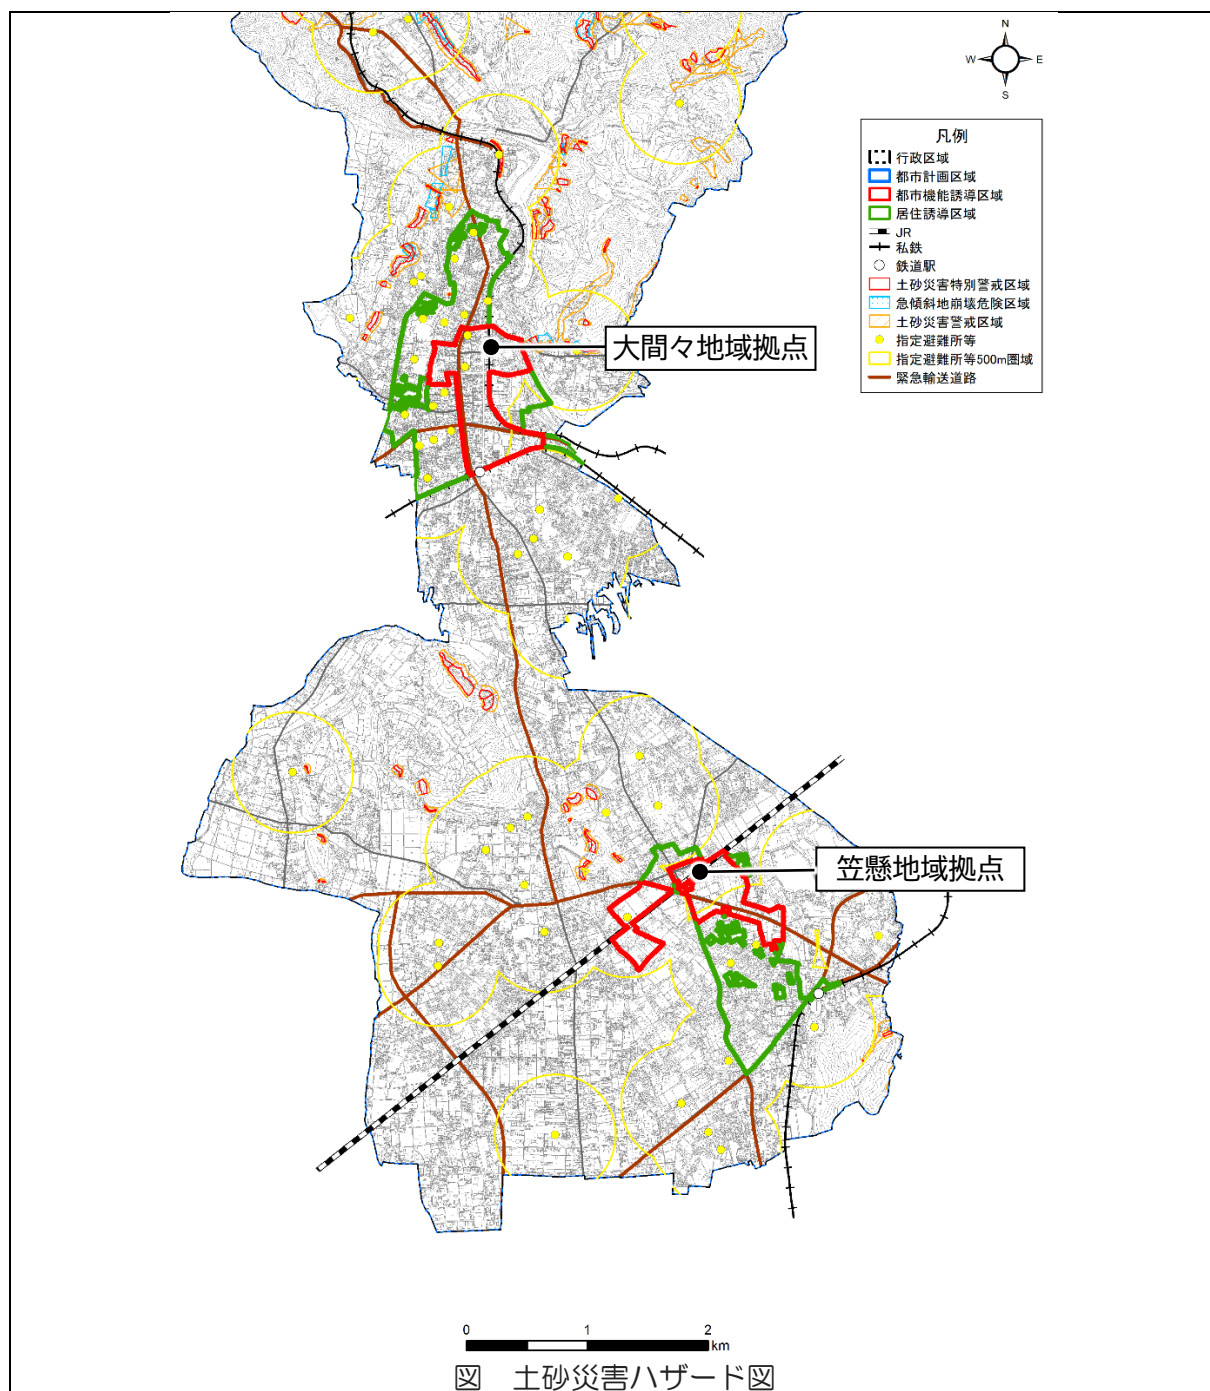 N
W E
S
凡例
行政区域
都市計画区域
都市機能誘導区域
居住誘導区域
JR
私鉄
鉄道駅
土砂災害特別警戒区域
急傾斜地崩壊危険区域
土砂災害警戒区域
指定避難所等
指定避難所等500m圏域
緊急輸送道路
大間々地域拠点
笠懸地域拠点
0 1 2
km
図 土砂災害ハザード図